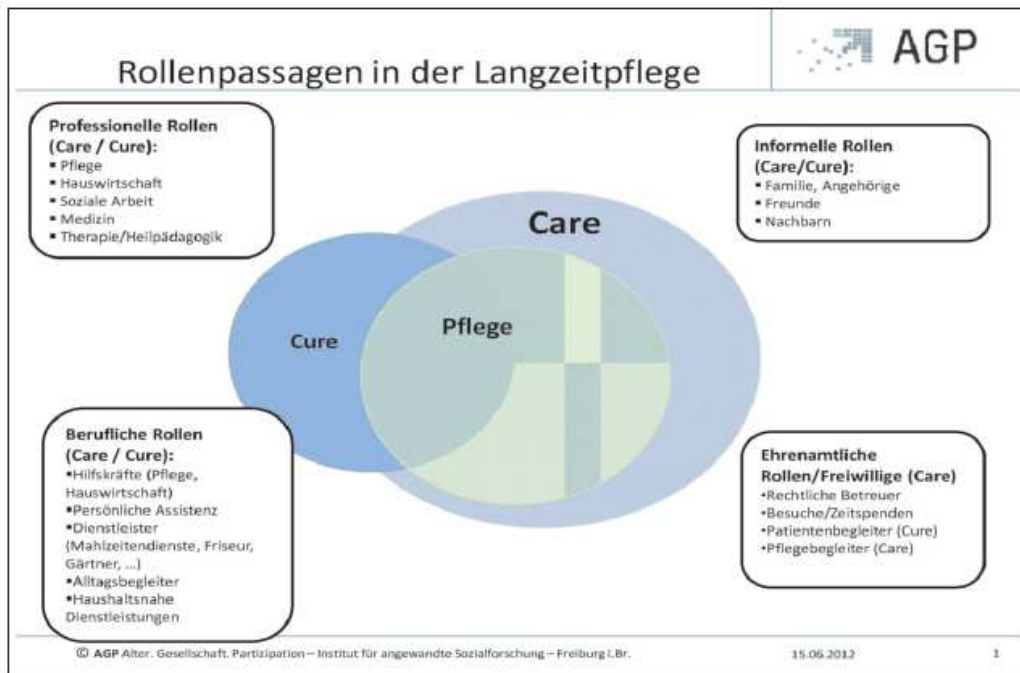 AGP
Rollenpassagen in der Langzeitpflege
Professionelle Rollen
(Care / Cure):
▪ Pflege
▪ Hauswirtschaft
▪ Soziale Arbeit
▪ Medizin
▪ Therapie/Heilpädagogik
Informelle Rollen
(Care/Cure):
▪ Familie, Angehörige
▪ Freunde
▪ Nachbarn
Care
Pflege
Cure
Berufliche Rollen
(Care / Cure):
▪Hilfskräfte (Pflege,
Hauswirtschaft)
▪Persönliche Assistenz
▪Dienstleister
(Mahlzeitendienste, Friseur,
Gärtner, ...)
▪Alltagsbegleiter
▪Haushaltsnahe
Dienstleistungen
Ehrenamtliche
Rollen/Freiwillige (Care)
•Rechtliche Betreuer
•Besuche/Zeitspenden
•Patientenbegleiter (Cure)
•Pflegebegleiter (Care)
© AGP Alter. Gesellschaft. Partizipation – Institut für angewandte Sozialforschung – Freiburg i.Br.
15.06.2012
1